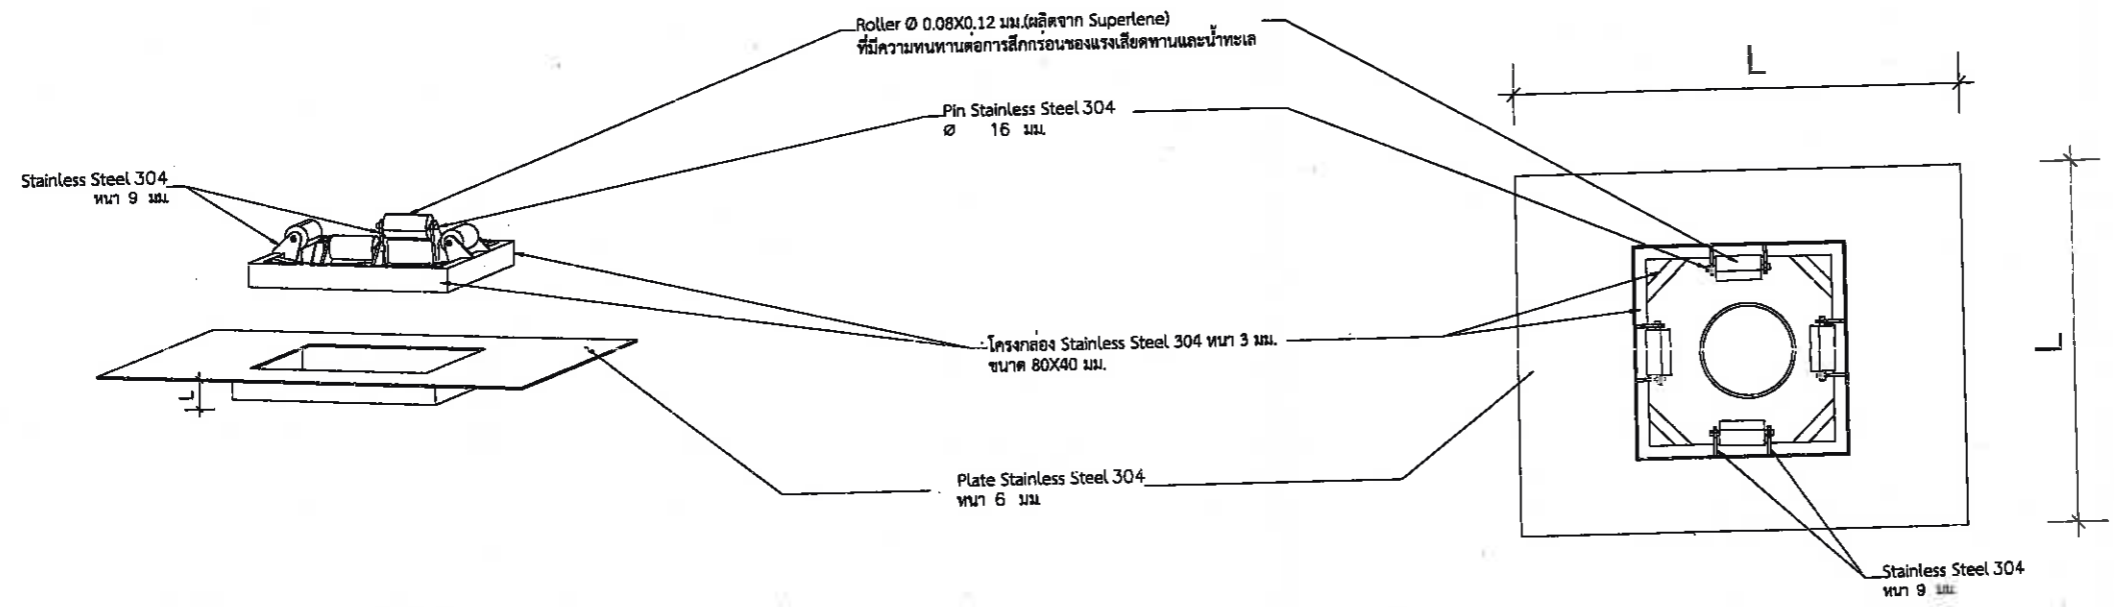 Roller Ø 0.08X0.12 มม.(ผลิตจาก Superlene)
ที่มีความทนทานต่อการสึกกร่อนของแรงเสียดทานและน้ำทะเล
L
Pin Stainless Steel 304
Ø 16 มม.
Stainless Steel 304
หนา 9 มม.
โครงกล่อง Stainless Steel 304 หนา 3 มม.
ขนาด 80X40 มม.
L
L
Plate Stainless Steel 304
หนา 6 มม.
Stainless Steel 304
หนา 9 มม.